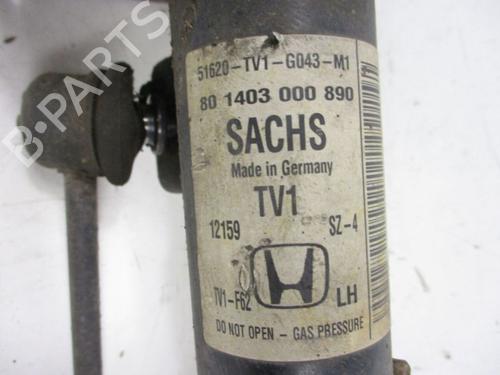 51620-TV1-G043-M1
80 1403 000 890
SACHS
Made in Germany
TV1
12159 SZ-4
TV1-F62 LH
DO NOT OPEN - GAS PRESSURE
B-PARTS